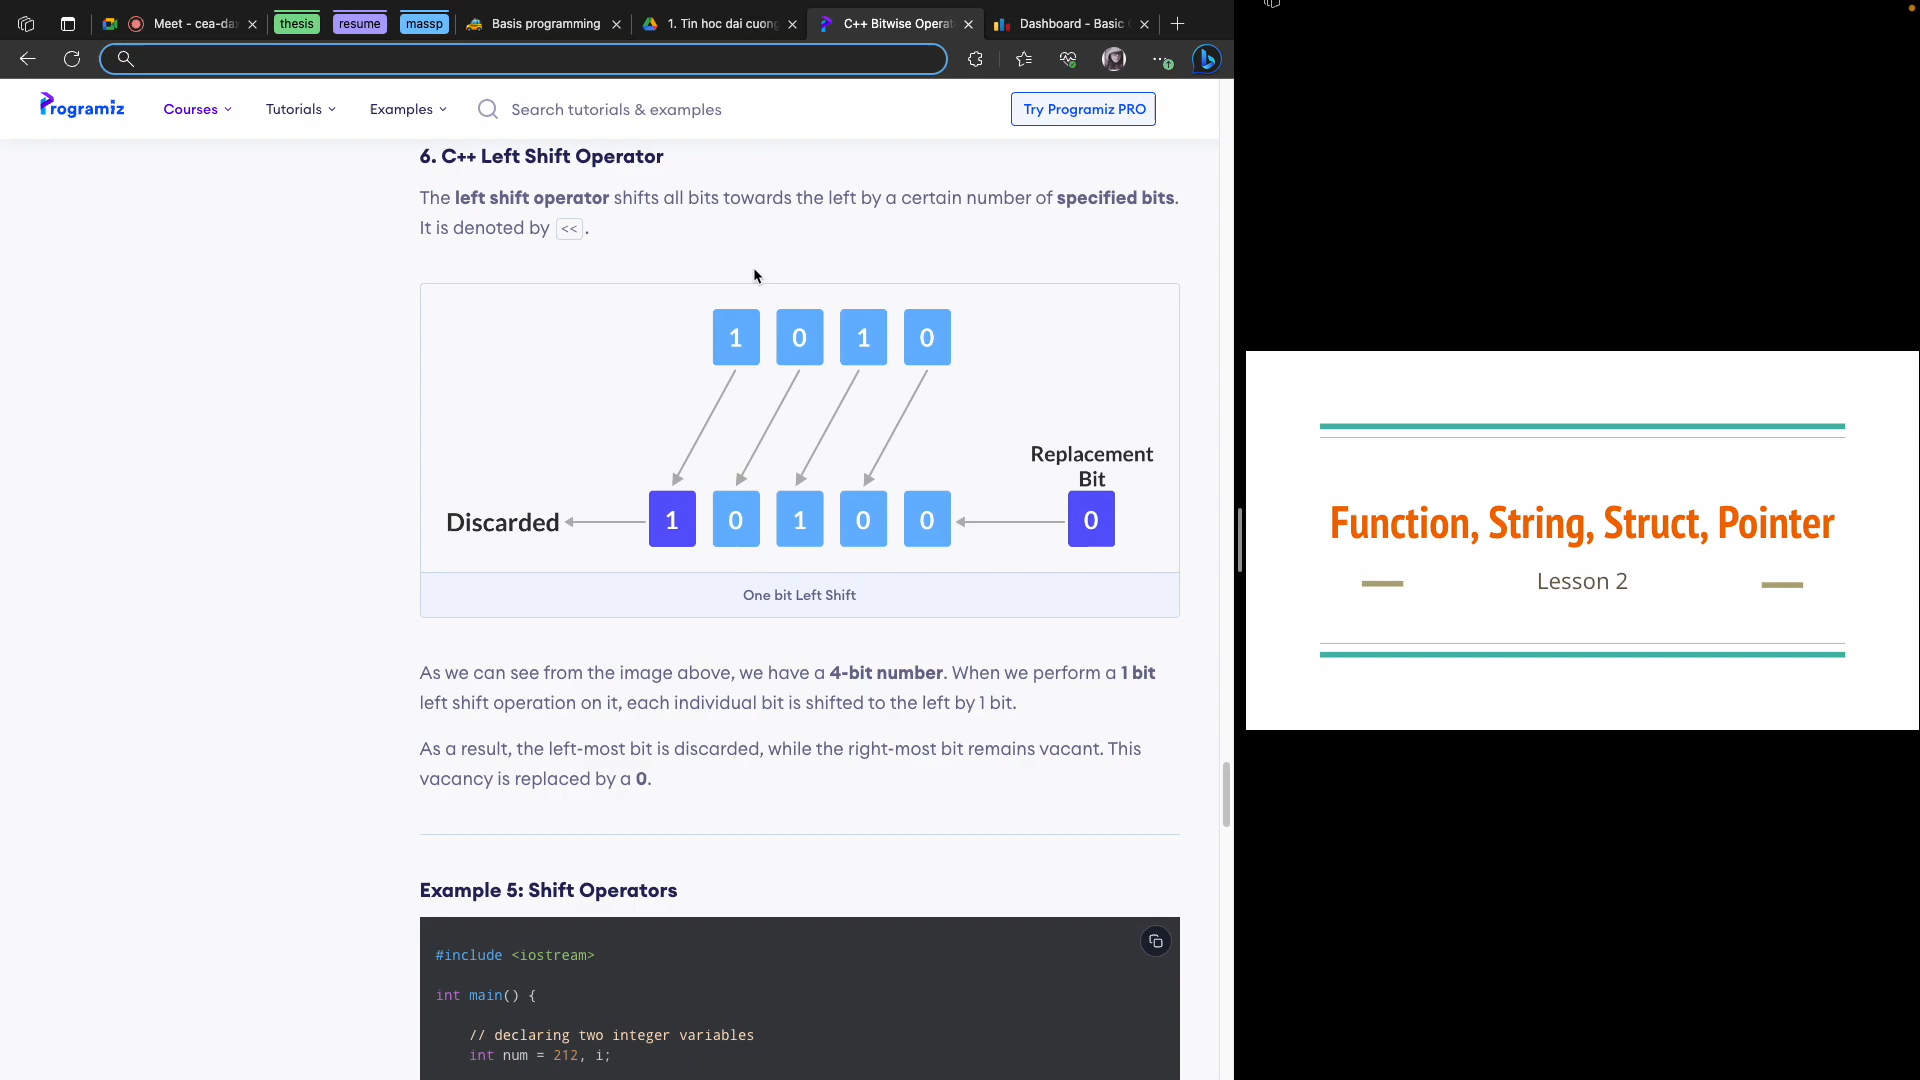 Meet - cea-da
thesis
resume
massp
Basis programming
1. Tin hoc dai cuong
C++ Bitwise Operat
Dashboard - Basic
Programiz
Courses
Tutorials
Examples
Search tutorials & examples
Try Programiz PRO
6. C++ Left Shift Operator
The left shift operator shifts all bits towards the left by a certain number of specified bits.
It is denoted by << .
1 0 1 0
Replacement
Bit
Discarded 1 0 1 0 0 0
One bit Left Shift
As we can see from the image above, we have a 4-bit number. When we perform a 1 bit
left shift operation on it, each individual bit is shifted to the left by 1 bit.
As a result, the left-most bit is discarded, while the right-most bit remains vacant. This
vacancy is replaced by a 0.
Example 5: Shift Operators
#include <iostream>
int main() {
// declaring two integer variables
int num = 212, i;
Function, String, Struct, Pointer
Lesson 2